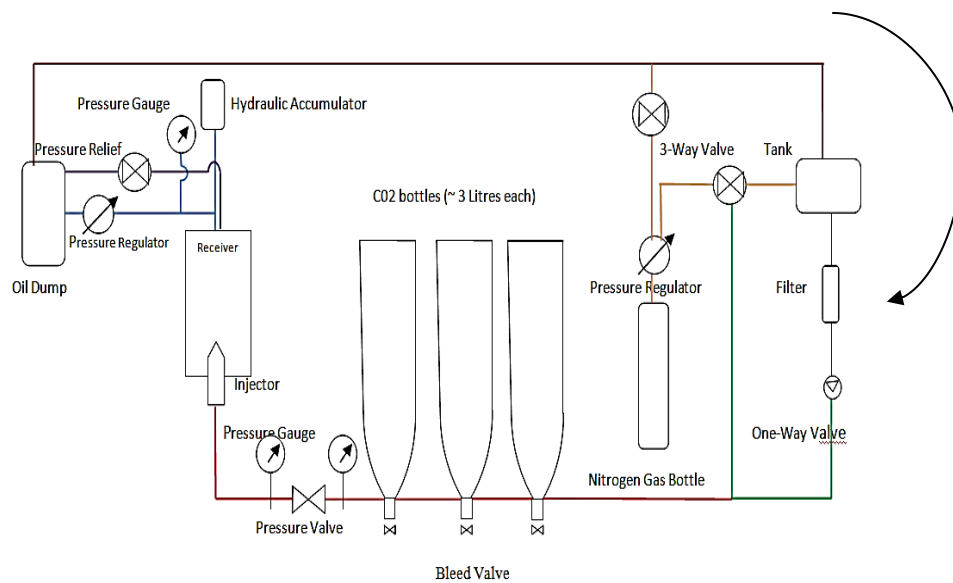 Pressure Gauge
Hydraulic Accumulator
Pressure Relief
3-Way Valve
Tank
C02 bottles (~ 3 Litres each)
Pressure Regulator
Receiver
Oil Dump
Pressure Regulator
Filter
Injector
Pressure Gauge
One-Way Valve
Nitrogen Gas Bottle
Pressure Valve
Bleed Valve